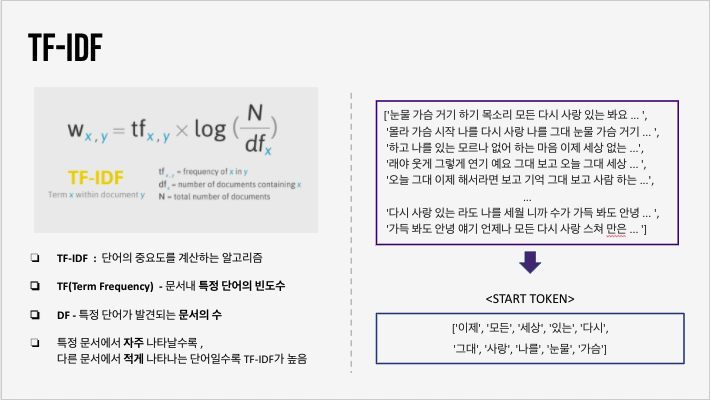 TF-IDF
w x,y = tf x,y × log ( N / df x )
TF-IDF
Term x within document y
tf x,y = frequency of x in y
df x = number of documents containing x
N = total number of documents
❑ TF-IDF : 단어의 중요도를 계산하는 알고리즘
❑ TF(Term Frequency) - 문서내 특정 단어의 빈도수
❑ DF - 특정 단어가 발견되는 문서의 수
❑ 특정 문서에서 자주 나타날수록 ,
다른 문서에서 적게 나타나는 단어일수록 TF-IDF가 높음
['눈물 가슴 거기 하기 목소리 모든 다시 사랑 있는 봐요 ... ',
'몰라 가슴 시작 나를 다시 사랑 나를 그대 눈물 가슴 거기 ... ',
'하고 나를 있는 모르나 없어 하는 마음 이제 세상 없는 ...',
'래야 웃게 그렇게 연기 예요 그대 보고 오늘 그대 세상 ... ',
'오늘 그대 이제 해서라면 보고 기억 그대 보고 사람 하는 ...',
...
'다시 사랑 있는 라도 나를 세월 니까 수가 가득 봐도 안녕 ... ',
'가득 봐도 안녕 얘기 언제나 모든 다시 사랑 스쳐 만은 ... ']
<START TOKEN>
['이제', '모든', '세상', '있는', '다시',
'그대', '사랑', '나를', '눈물', '가슴']